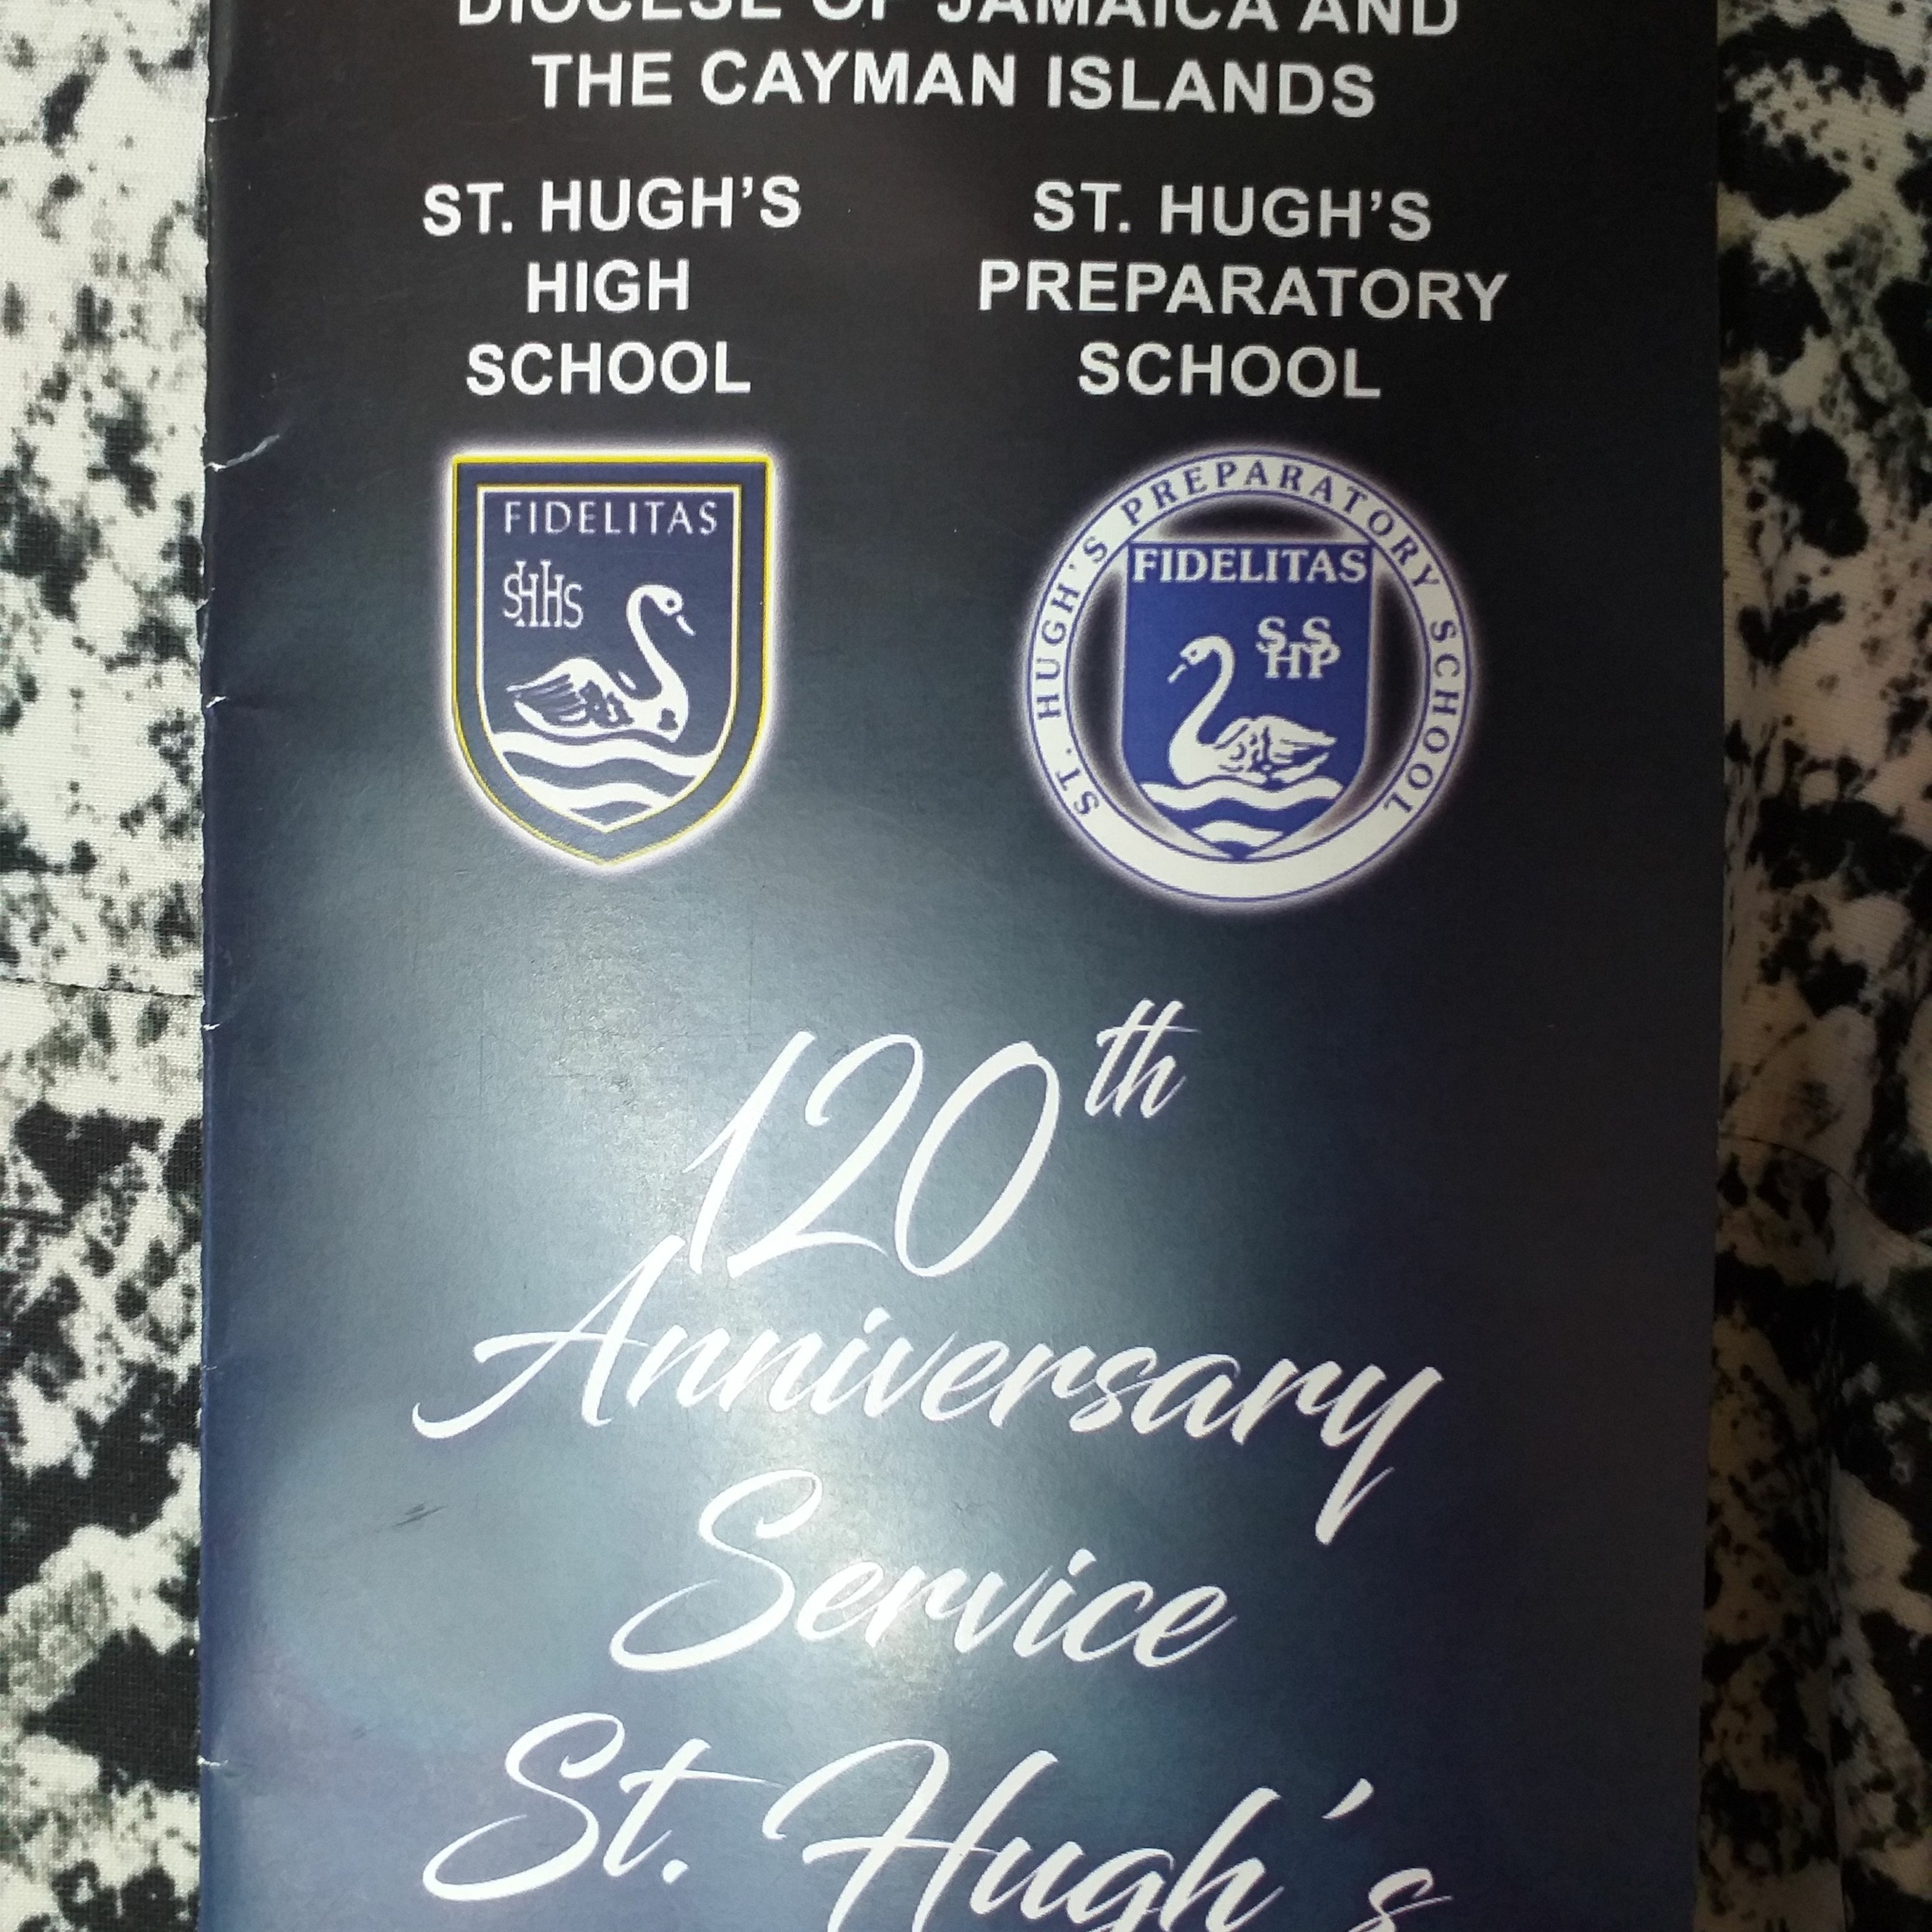 DIOCESE OF JAMAICA AND
THE CAYMAN ISLANDS
ST. HUGH'S
HIGH
SCHOOL
ST. HUGH'S
PREPARATORY
SCHOOL
FIDELITAS
SHHS
ST. HUGH'S PREPARATORY SCHOOL
FIDELITAS
SHPS
120th
Anniversary
Service
St. Hugh's